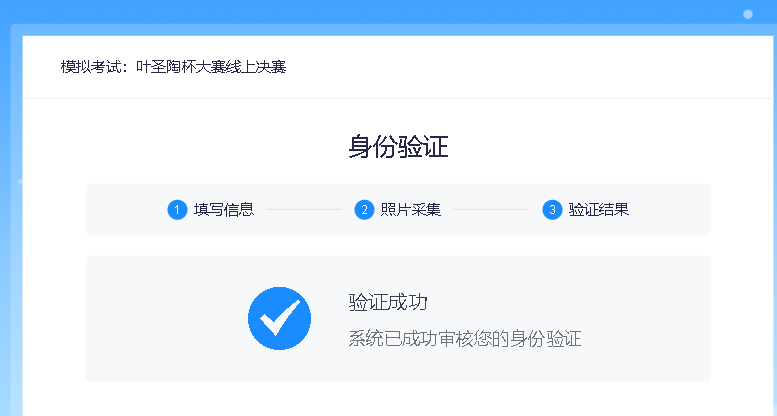 模拟考试：叶圣陶杯大赛线上决赛
身份验证
1 填写信息 2 照片采集 3 验证结果
验证成功
系统已成功审核您的身份验证